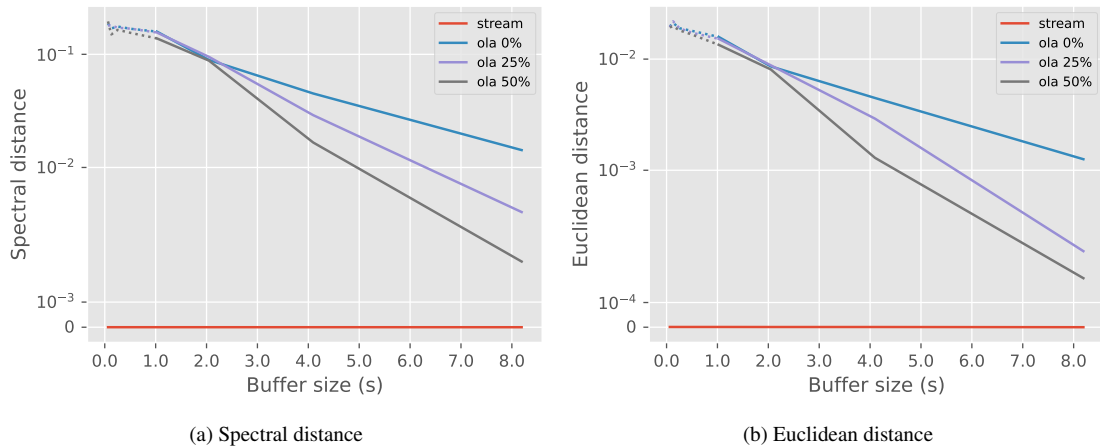 stream
ola 0%
ola 25%
ola 50%
10⁻¹
10⁻²
10⁻³
0
Spectral distance
0.0 1.0 2.0 3.0 4.0 5.0 6.0 7.0 8.0
Buffer size (s)
(a) Spectral distance
stream
ola 0%
ola 25%
ola 50%
10⁻²
10⁻³
10⁻⁴
0
Euclidean distance
0.0 1.0 2.0 3.0 4.0 5.0 6.0 7.0 8.0
Buffer size (s)
(b) Euclidean distance